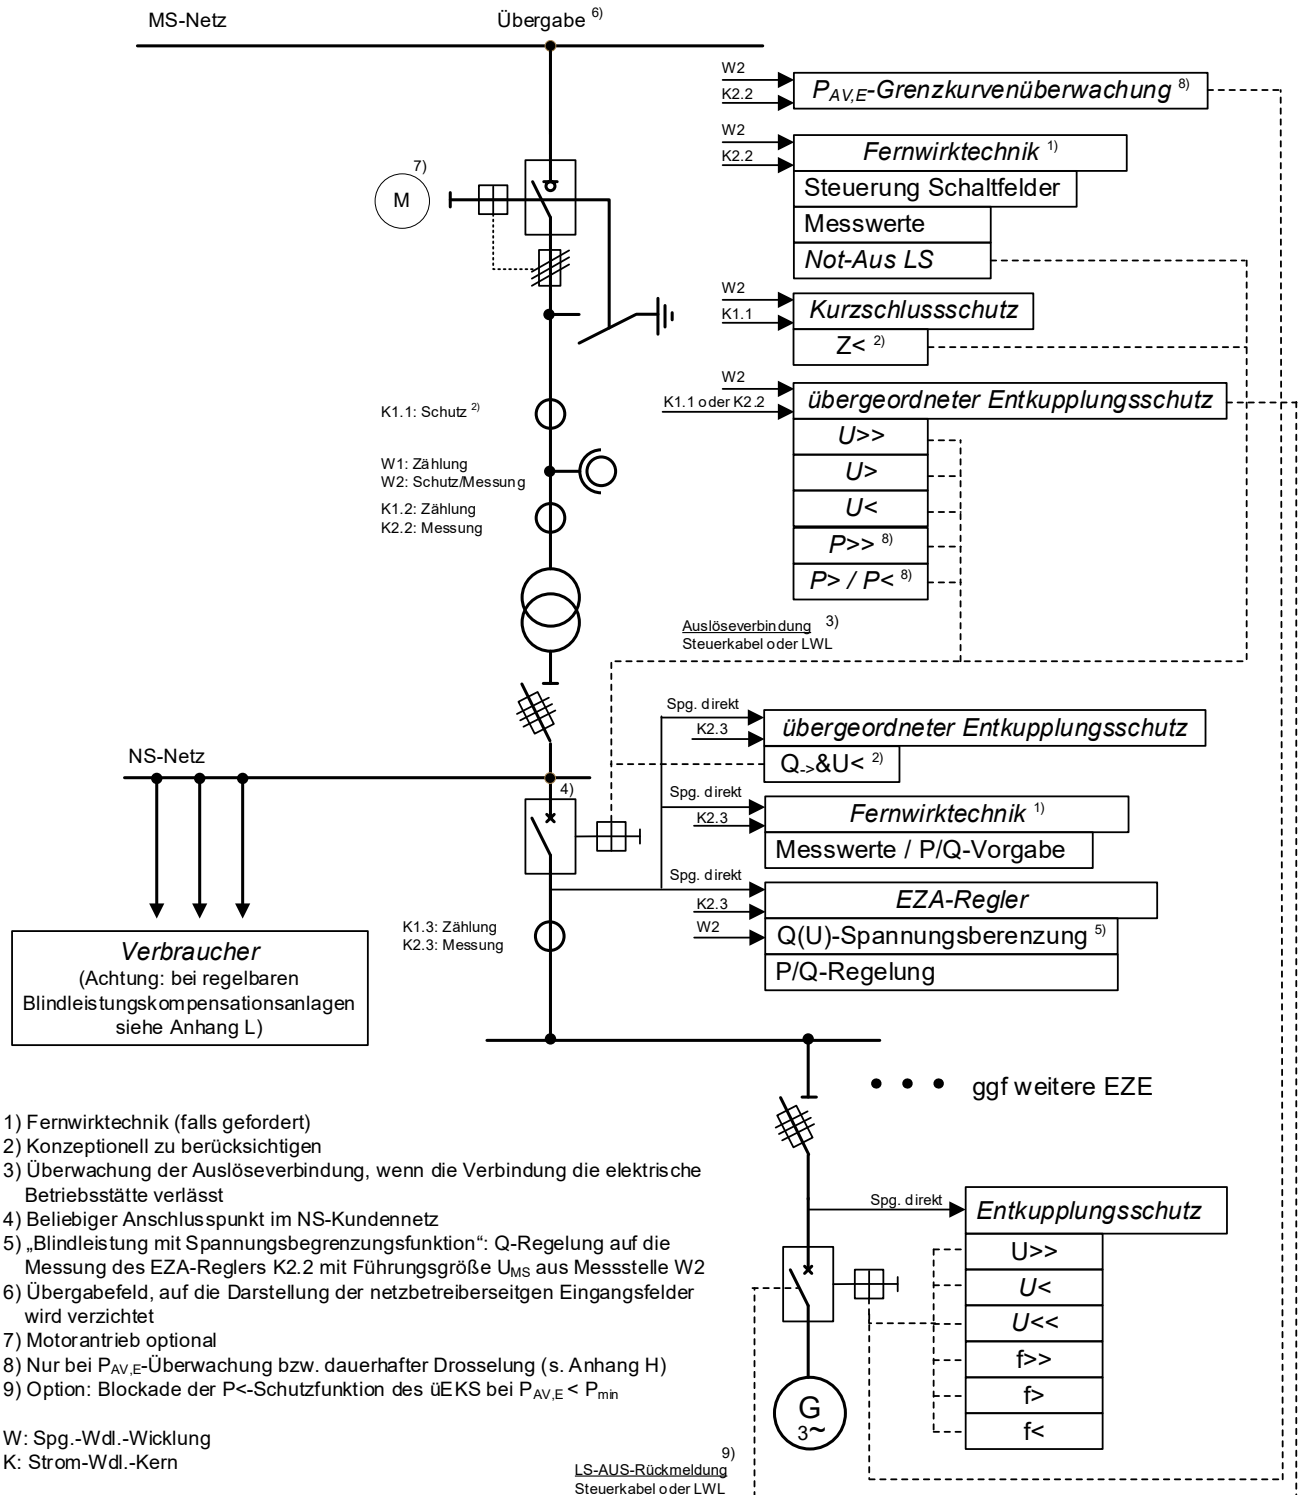 MS-Netz
Übergabe 6)
7)
M
W2
K2.2
P_AV,E-Grenzkurvenüberwachung 8)
W2
K2.2
Fernwirktechnik 1)
Steuerung Schaltfelder
Messwerte
Not-Aus LS
W2
K1.1
Kurzschlussschutz
Z< 2)
W2
K1.1 oder K2.2
übergeordneter Entkupplungsschutz
U>>
U>
U<
P>> 8)
P> / P< 8)
K1.1: Schutz 2)
W1: Zählung
W2: Schutz/Messung
K1.2: Zählung
K2.2: Messung
Auslöseverbindung 3)
Steuerkabel oder LWL
Spg. direkt
K2.3
übergeordneter Entkupplungsschutz
Q->&U< 2)
NS-Netz
4)
Spg. direkt
K2.3
Fernwirktechnik 1)
Messwerte / P/Q-Vorgabe
Spg. direkt
K2.3
W2
EZA-Regler
Q(U)-Spannungsberenzung 5)
P/Q-Regelung
K1.3: Zählung
K2.3: Messung
Verbraucher
(Achtung: bei regelbaren
Blindleistungskompensationsanlagen
siehe Anhang L)
• • • ggf weitere EZE
1) Fernwirktechnik (falls gefordert)
2) Konzeptionell zu berücksichtigen
3) Überwachung der Auslöseverbindung, wenn die Verbindung die elektrische
Betriebsstätte verlässt
4) Beliebiger Anschlusspunkt im NS-Kundennetz
5) „Blindleistung mit Spannungsbegrenzungsfunktion“: Q-Regelung auf die
Messung des EZA-Reglers K2.2 mit Führungsgröße U_MS aus Messstelle W2
6) Übergabefeld, auf die Darstellung der netzbetreiberseitgen Eingangsfelder
wird verzichtet
7) Motorantrieb optional
8) Nur bei P_AV,E-Überwachung bzw. dauerhafter Drosselung (s. Anhang H)
9) Option: Blockade der P<-Schutzfunktion des üEKS bei P_AV,E < P_min
W: Spg.-Wdl.-Wicklung
K: Strom-Wdl.-Kern
Spg. direkt
Entkupplungsschutz
U>>
U<
U<<
f>>
f>
f<
G
3~
9)
LS-AUS-Rückmeldung
Steuerkabel oder LWL